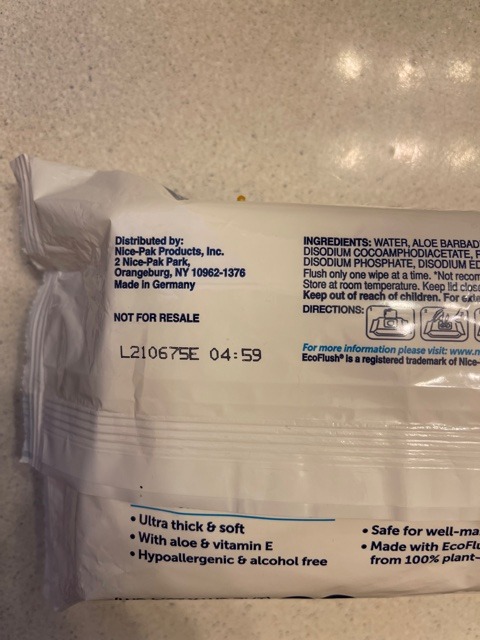 Distributed by:
Nice-Pak Products, Inc.
2 Nice-Pak Park,
Orangeburg, NY 10962-1376
Made in Germany
NOT FOR RESALE
L210675E 04:59
INGREDIENTS: WATER, ALOE
DISODIUM COCOAMPHODIACETATE,
DISODIUM PHOSPHATE, DISODIUM
Flush only one wipe at a time. *Not
Store at room temperature. Keep lid
Keep out of reach of children. For
DIRECTIONS:
For more information please visit:
EcoFlush® is a registered trademark of Nice-
• Ultra thick & soft
• With aloe & vitamin E
• Hypoallergenic & alcohol free
• Safe for
• Made with
from 100% plant-